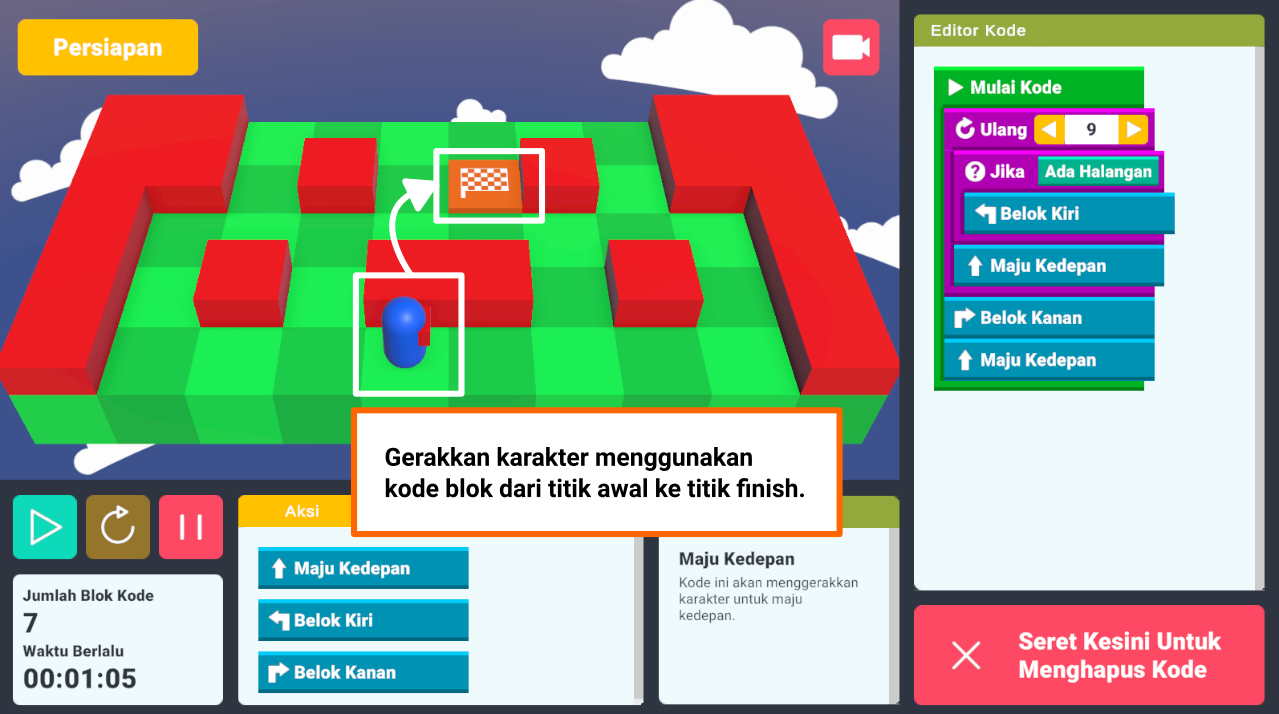 Persiapan
Gerakkan karakter menggunakan
kode blok dari titik awal ke titik finish.
Jumlah Blok Kode
7
Waktu Berlalu
00:01:05
Aksi
Maju Kedepan
Belok Kiri
Belok Kanan
Maju Kedepan
Kode ini akan menggerakkan
karakter untuk maju
kedepan.
Editor Kode
Mulai Kode
Ulang 9
Jika Ada Halangan
Belok Kiri
Maju Kedepan
Belok Kanan
Maju Kedepan
Seret Kesini Untuk
Menghapus Kode